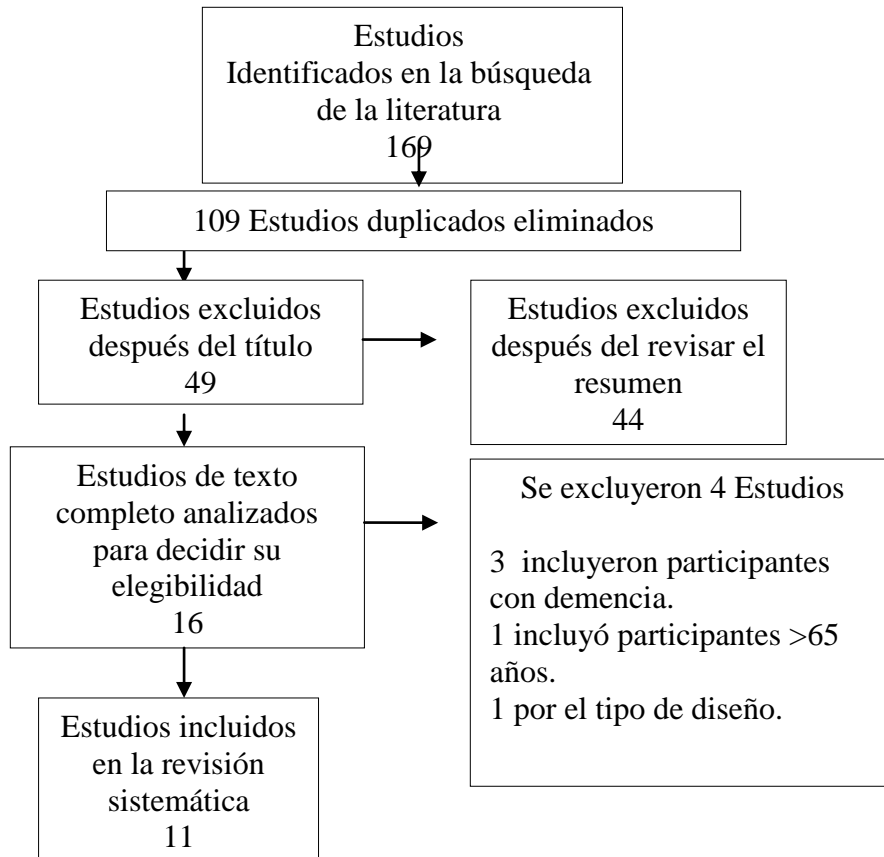 Estudios
Identificados en la búsqueda
de la literatura
169
109 Estudios duplicados eliminados
Estudios excluidos
después del título
49
Estudios excluidos
después del revisar el
resumen
44
Estudios de texto
completo analizados
para decidir su
elegibilidad
16
Se excluyeron 4 Estudios
3 incluyeron participantes
con demencia.
1 incluyó participantes >65
años.
1 por el tipo de diseño.
Estudios incluidos
en la revisión
sistemática
11